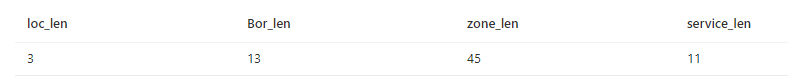 loc_len Bor_len zone_len service_len
3 13 45 11